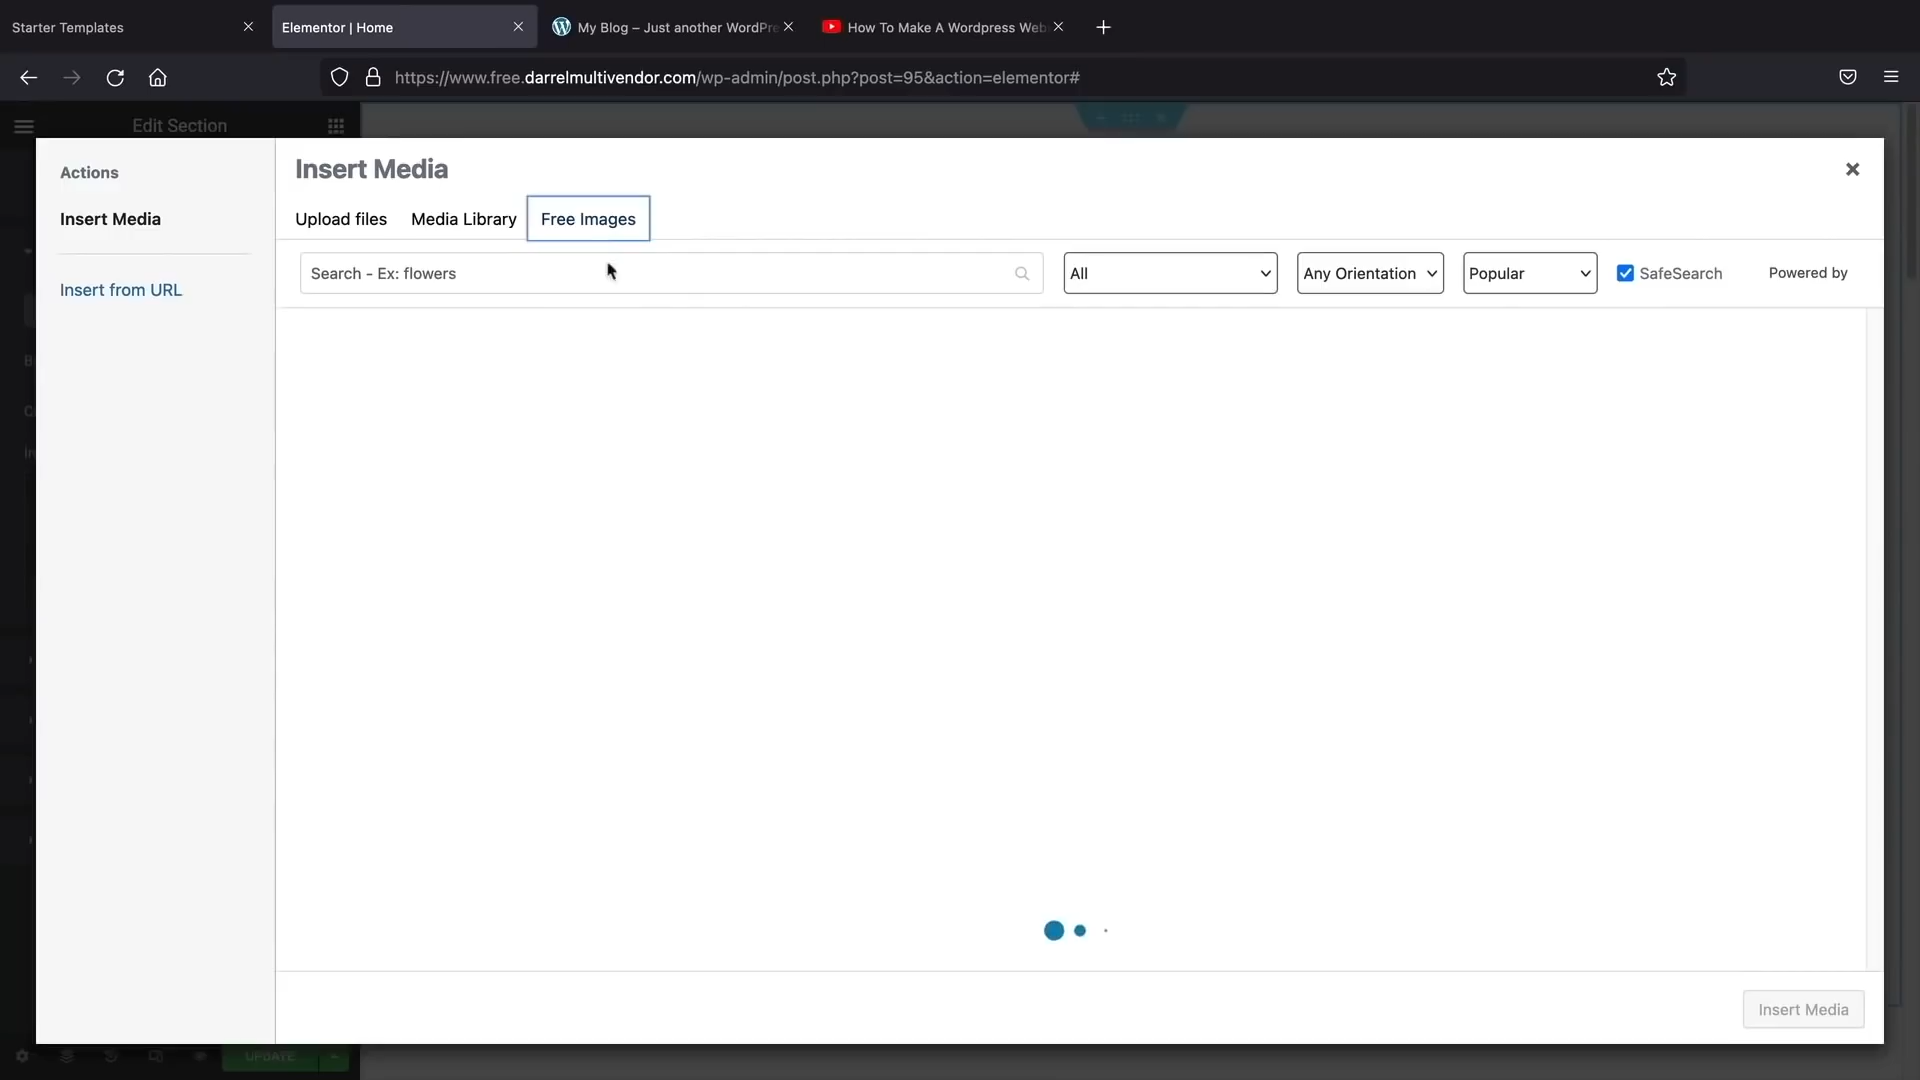 Starter Templates
Elementor | Home
My Blog – Just another WordPre
How To Make A Wordpress Web
https://www.free.darrelmultivendor.com/wp-admin/post.php?post=95&action=elementor#
Edit Section
Actions
Insert Media
Insert from URL
Insert Media
Upload files
Media Library
Free Images
Search - Ex: flowers
All
Any Orientation
Popular
SafeSearch
Powered by
Insert Media
UPDATE